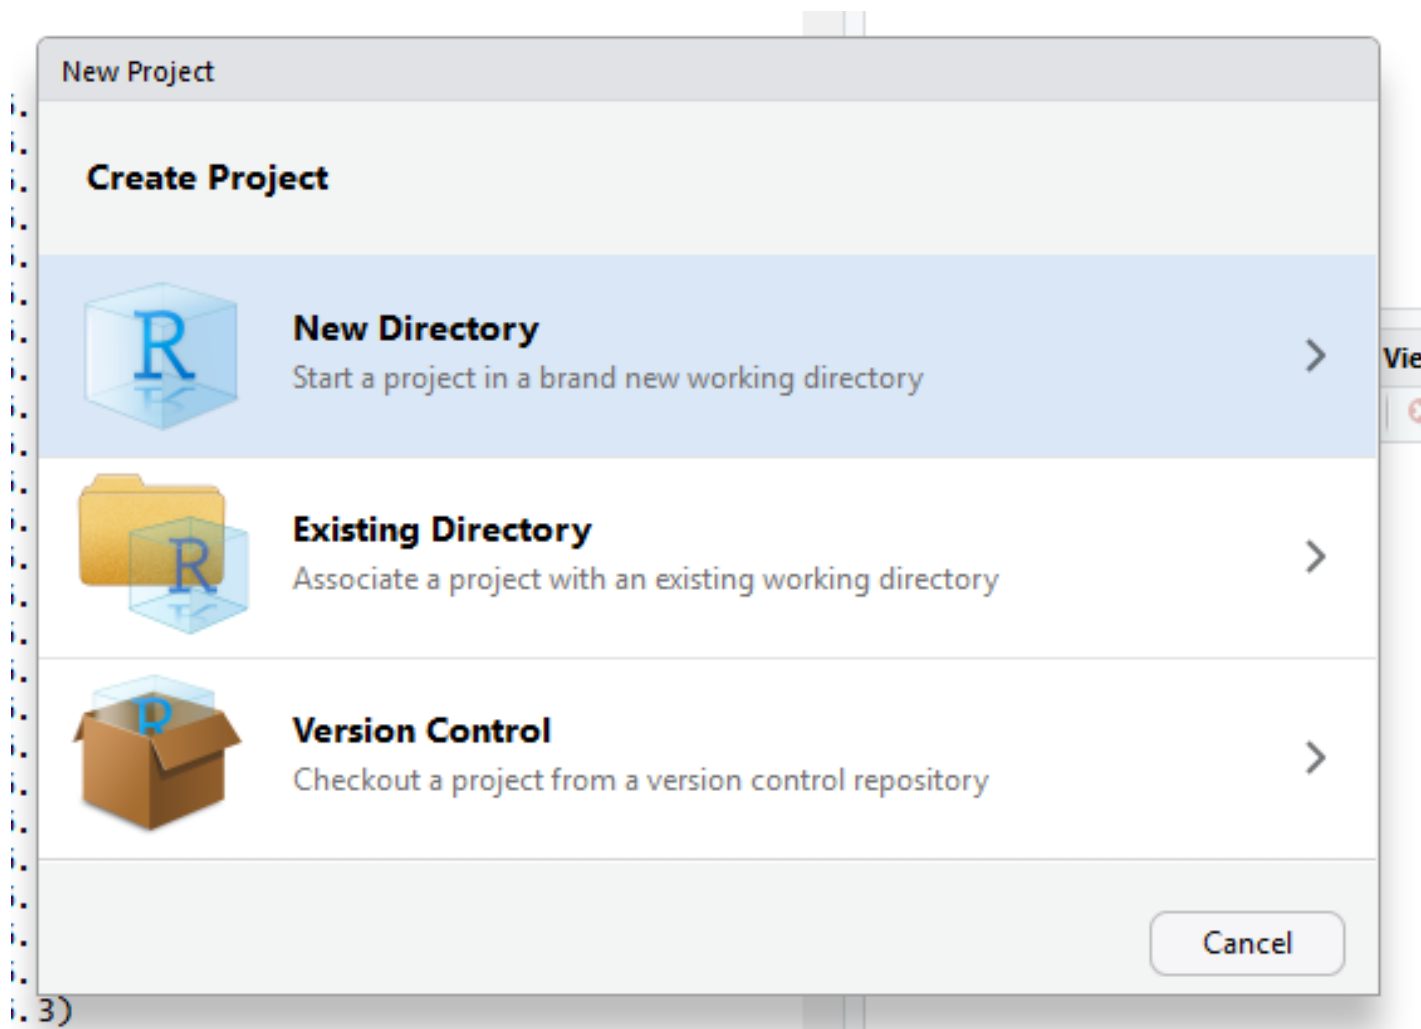 New Project
Create Project
New Directory
Start a project in a brand new working directory
Existing Directory
Associate a project with an existing working directory
Version Control
Checkout a project from a version control repository
Cancel
Vie
.3)